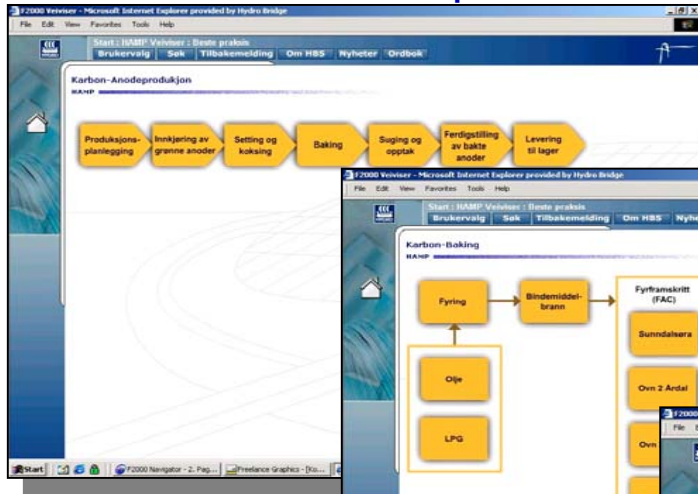 F2000 Veiviser - Microsoft Internet Explorer provided by Hydro Bridge
File Edit View Favorites Tools Help
Start : HAMP Veiviser : Beste praksis
Brukervalg Søk Tilbakemelding Om HBS Nyheter Ordbok
Karbon-Anodeprodukjon
HAMP
Produksjons-
planlegging
Innkjøring av
grønne anoder
Setting og
koksing
Baking
Suging og
opptak
Ferdigstilling
av bakte
anoder
Levering
til lager
Start
F2000 Navigator - 2. Pag...
Freelance Graphics - [Ko...
F2000 Veiviser - Microsoft Internet Explorer provided by Hydro Bridge
File Edit View Favorites Tools Help
Start : HAMP Veiviser : Beste praksis
Brukervalg Søk Tilbakemelding Om HBS Nyhe
Karbon-Baking
HAMP
Fyring
Bindemiddel-
brann
Fyrframskritt
(FAC)
Olje
LPG
Sunndalsøra
Ovn 2 Årdal
Ovn
F2000
File E